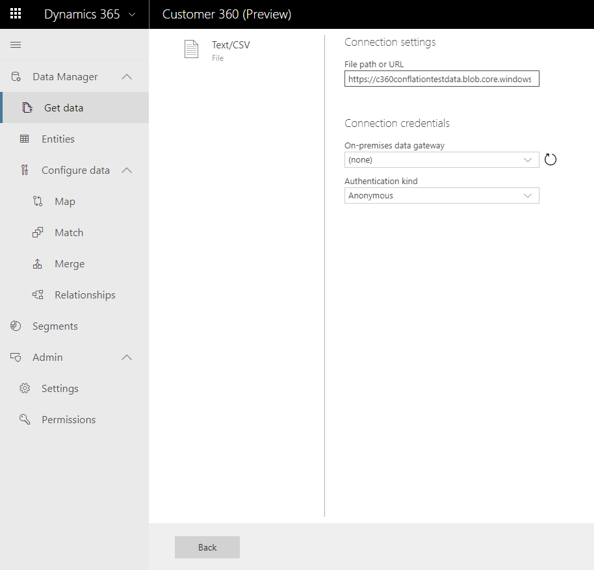 Dynamics 365
Customer 360 (Preview)
Data Manager
Get data
Entities
Configure data
Map
Match
Merge
Relationships
Segments
Admin
Settings
Permissions
Text/CSV
File
Connection settings
File path or URL
https://c360conflationtestdata.blob.core.windows
Connection credentials
On-premises data gateway
(none)
Authentication kind
Anonymous
Back